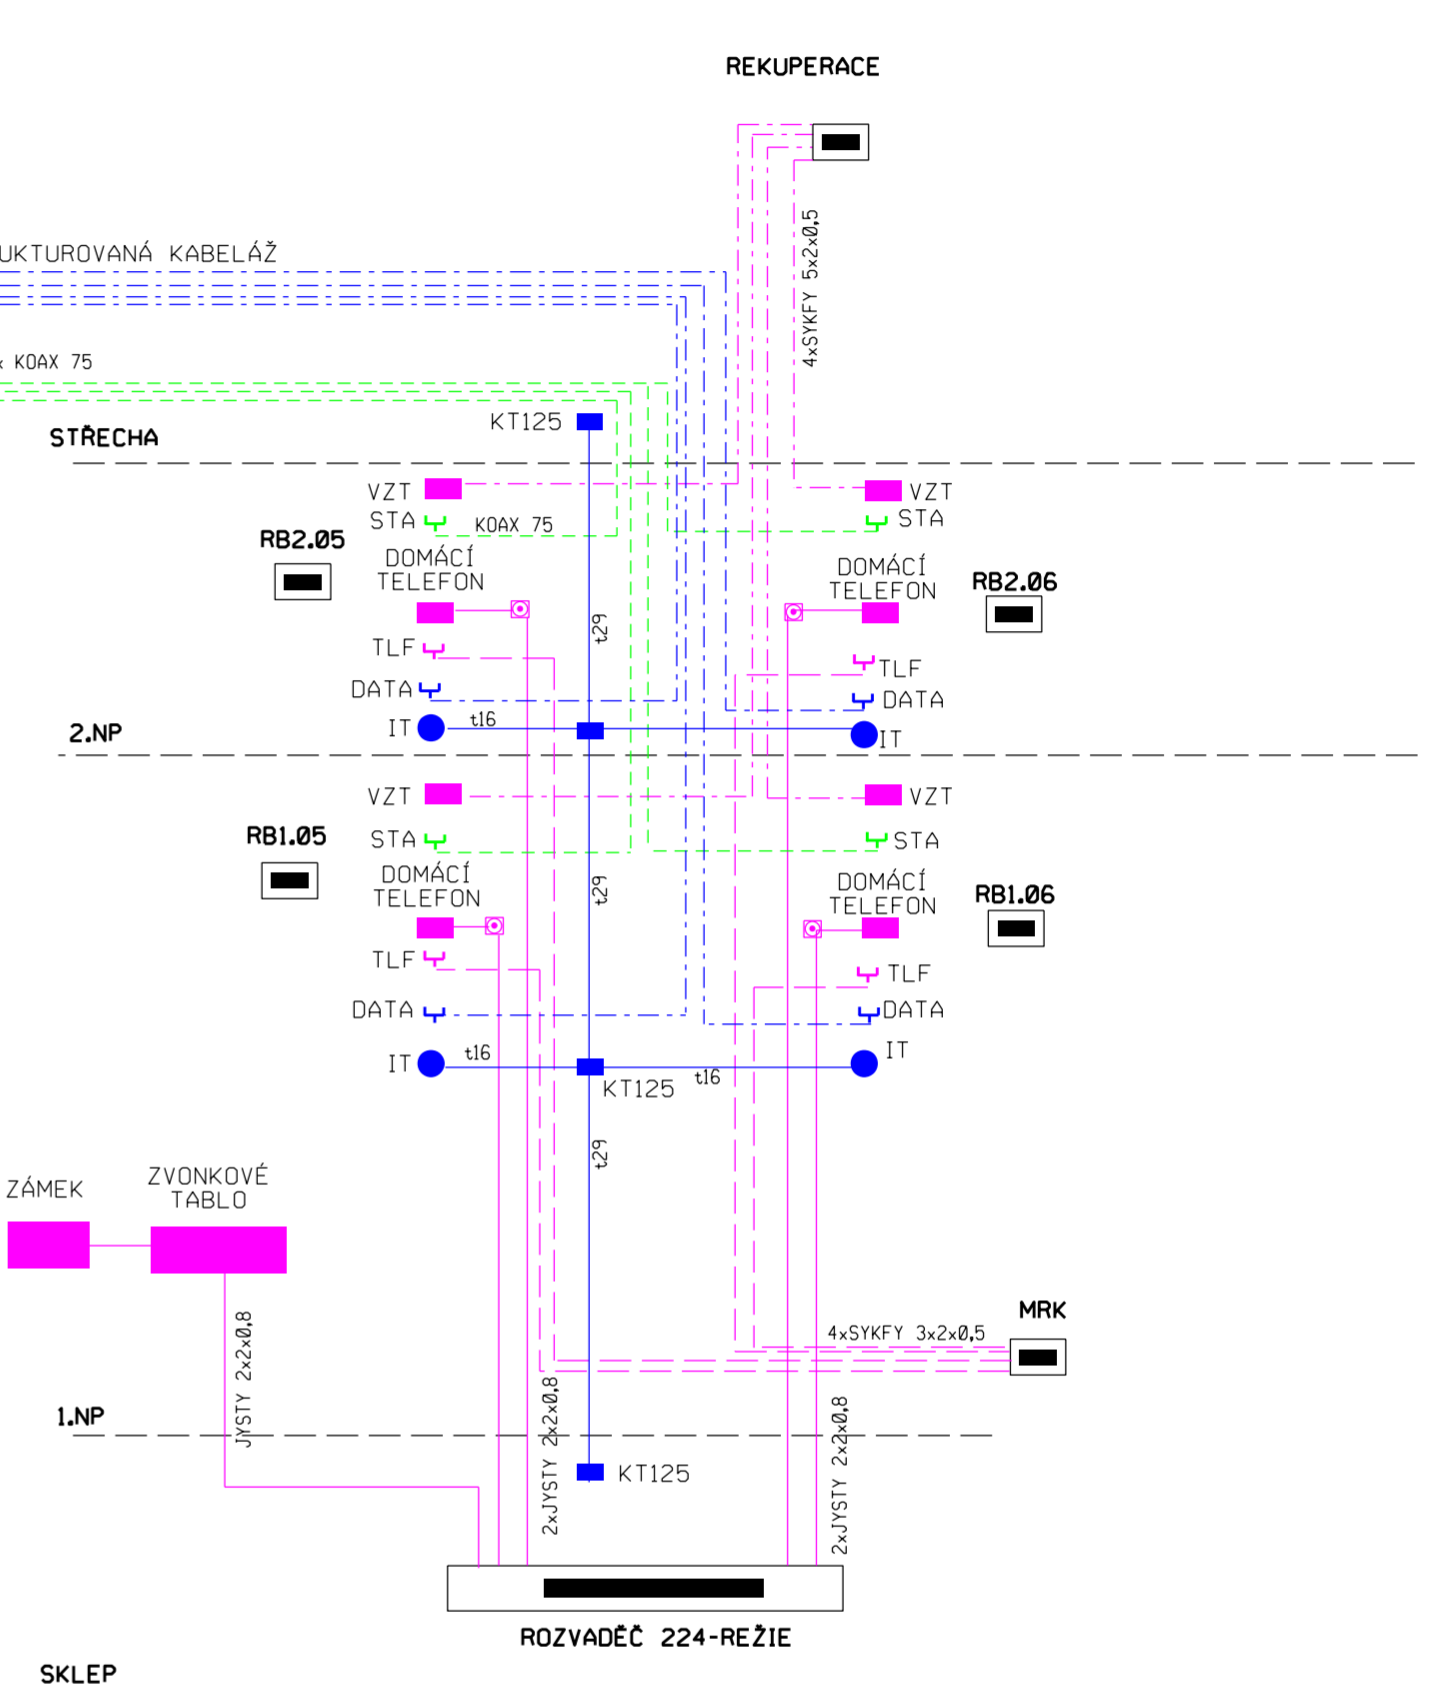 REKUPERACE
UKTUROVANÁ KABELÁŽ
4xSYKFY 5x2x0,5
x KOAX 75
KT125
STŘECHA
VZT
VZT
STA
KOAX 75
STA
RB2.05
DOMÁCÍ
TELEFON
DOMÁCÍ
TELEFON
RB2.06
t29
TLF
TLF
DATA
DATA
IT
t16
IT
2.NP
VZT
VZT
RB1.05
STA
STA
DOMÁCÍ
TELEFON
t29
DOMÁCÍ
TELEFON
RB1.06
TLF
TLF
DATA
DATA
IT
t16
t16
IT
KT125
t29
ZÁMEK
ZVONKOVÉ
TABLO
JYSTY 2x2x0,8
MRK
4xSYKFY 3x2x0,5
1.NP
2xJYSTY 2x2x0,8
2xJYSTY 2x2x0,8
KT125
ROZVADĚČ 224-REŽIE
SKLEP